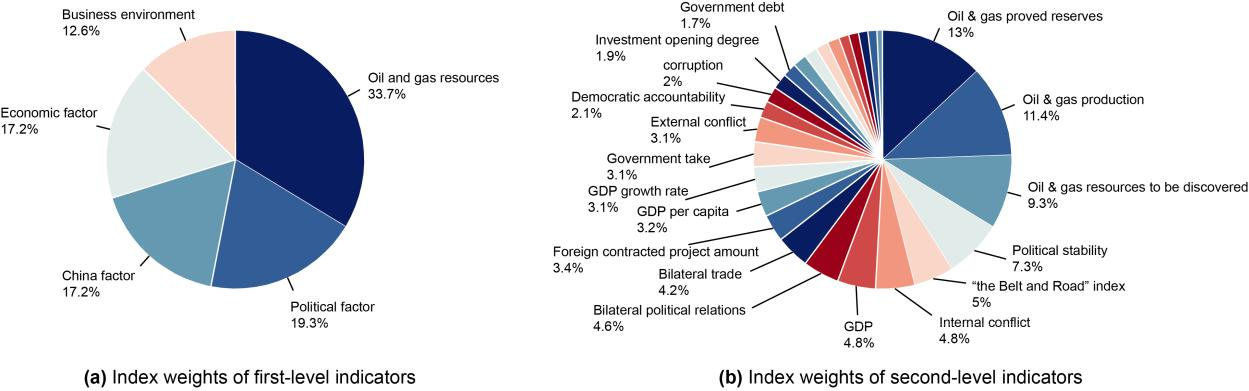 Business environment
12.6%
Oil and gas resources
33.7%
Economic factor
17.2%
China factor
17.2%
Political factor
19.3%
(a) Index weights of first-level indicators
Government debt
1.7%
Investment opening degree
1.9%
corruption
2%
Democratic accountability
2.1%
External conflict
3.1%
Government take
3.1%
GDP growth rate
3.1%
GDP per capita
3.2%
Foreign contracted project amount
3.4%
Bilateral trade
4.2%
Bilateral political relations
4.6%
GDP
4.8%
Oil & gas proved reserves
13%
Oil & gas production
11.4%
Oil & gas resources to be discovered
9.3%
Political stability
7.3%
“the Belt and Road” index
5%
Internal conflict
4.8%
(b) Index weights of second-level indicators